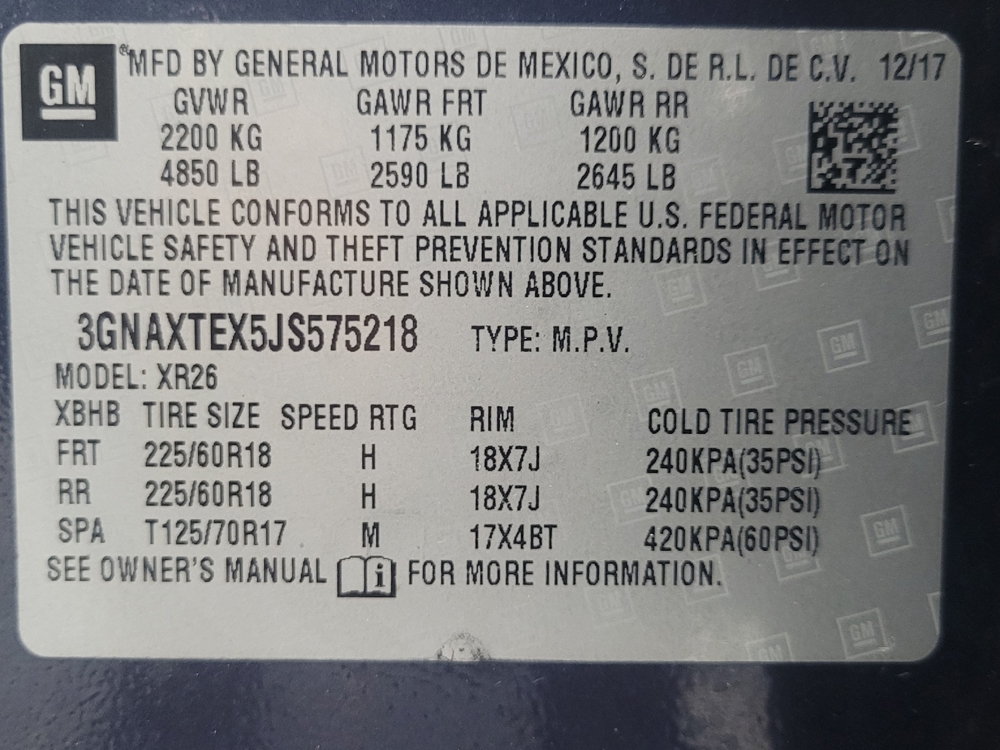 GM
® MFD BY GENERAL MOTORS DE MEXICO, S. DE R.L. DE C.V. 12/17
GVWR GAWR FRT GAWR RR
2200 KG 1175 KG 1200 KG
4850 LB 2590 LB 2645 LB
THIS VEHICLE CONFORMS TO ALL APPLICABLE U.S. FEDERAL MOTOR
VEHICLE SAFETY AND THEFT PREVENTION STANDARDS IN EFFECT ON
THE DATE OF MANUFACTURE SHOWN ABOVE.
3GNAXTEX5JS575218 TYPE: M.P.V.
MODEL: XR26
XBHB TIRE SIZE SPEED RTG RIM COLD TIRE PRESSURE
FRT 225/60R18 H 18X7J 240KPA(35PSI)
RR 225/60R18 H 18X7J 240KPA(35PSI)
SPA T125/70R17 M 17X4BT 420KPA(60PSI)
SEE OWNER'S MANUAL i FOR MORE INFORMATION.